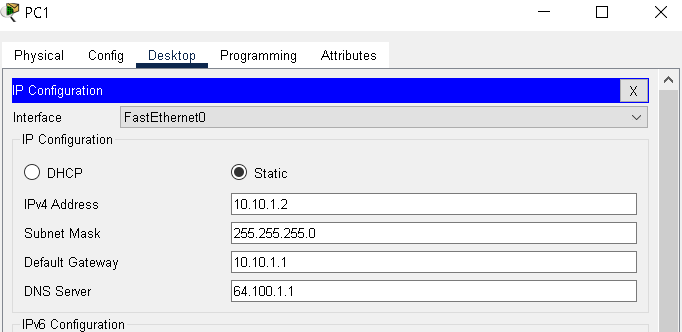 PC1
Physical Config Desktop Programming Attributes
IP Configuration X
Interface FastEthernet0
IP Configuration
DHCP Static
IPv4 Address 10.10.1.2
Subnet Mask 255.255.255.0
Default Gateway 10.10.1.1
DNS Server 64.100.1.1
IPv6 Configuration